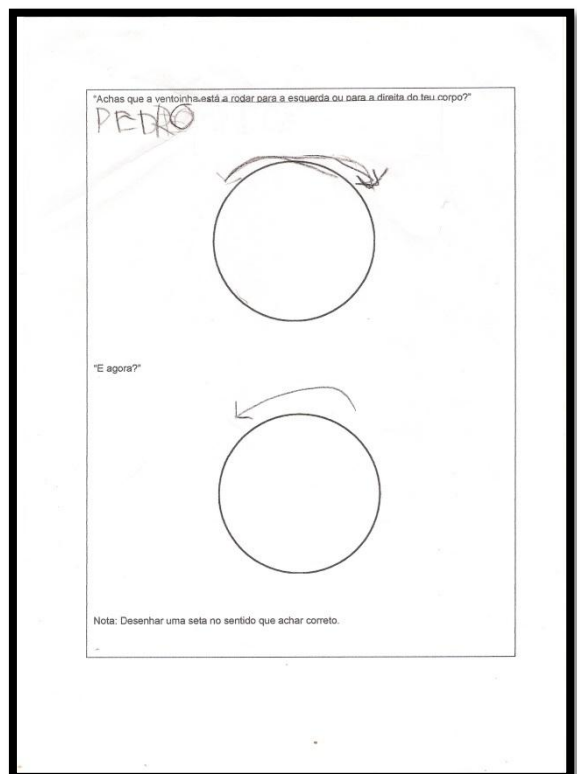 "Achas que a ventoinha está a rodar para a esquerda ou para a direita do teu corpo?"
PEDRO
"E agora?"
Nota: Desenhar uma seta no sentido que achar correto.